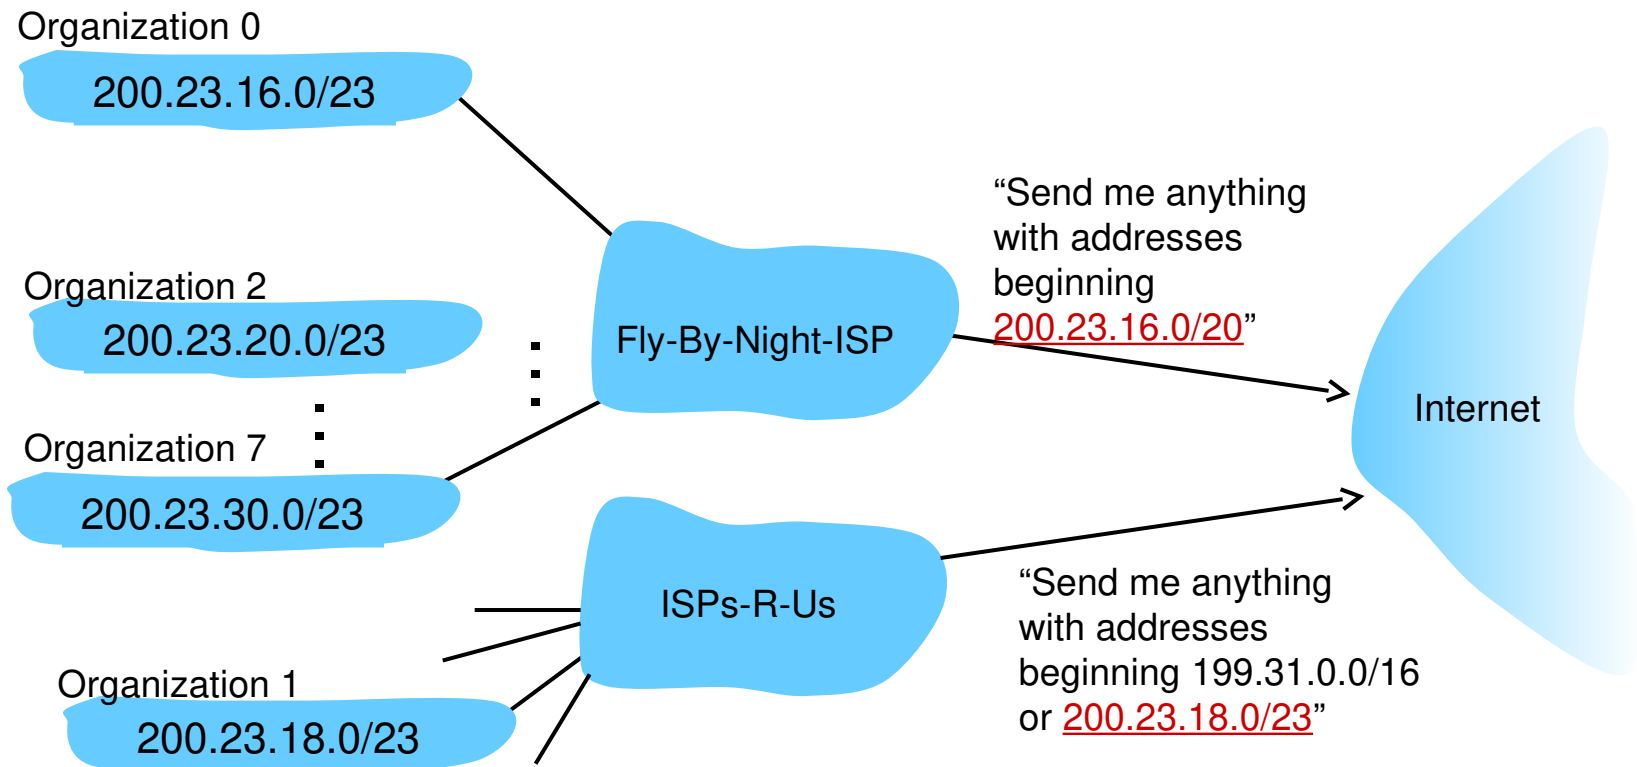 Organization 0
200.23.16.0/23
Organization 2
200.23.20.0/23
Organization 7
200.23.30.0/23
Fly-By-Night-ISP
“Send me anything
with addresses
beginning
200.23.16.0/20”
Internet
ISPs-R-Us
Organization 1
200.23.18.0/23
“Send me anything
with addresses
beginning 199.31.0.0/16
or 200.23.18.0/23”